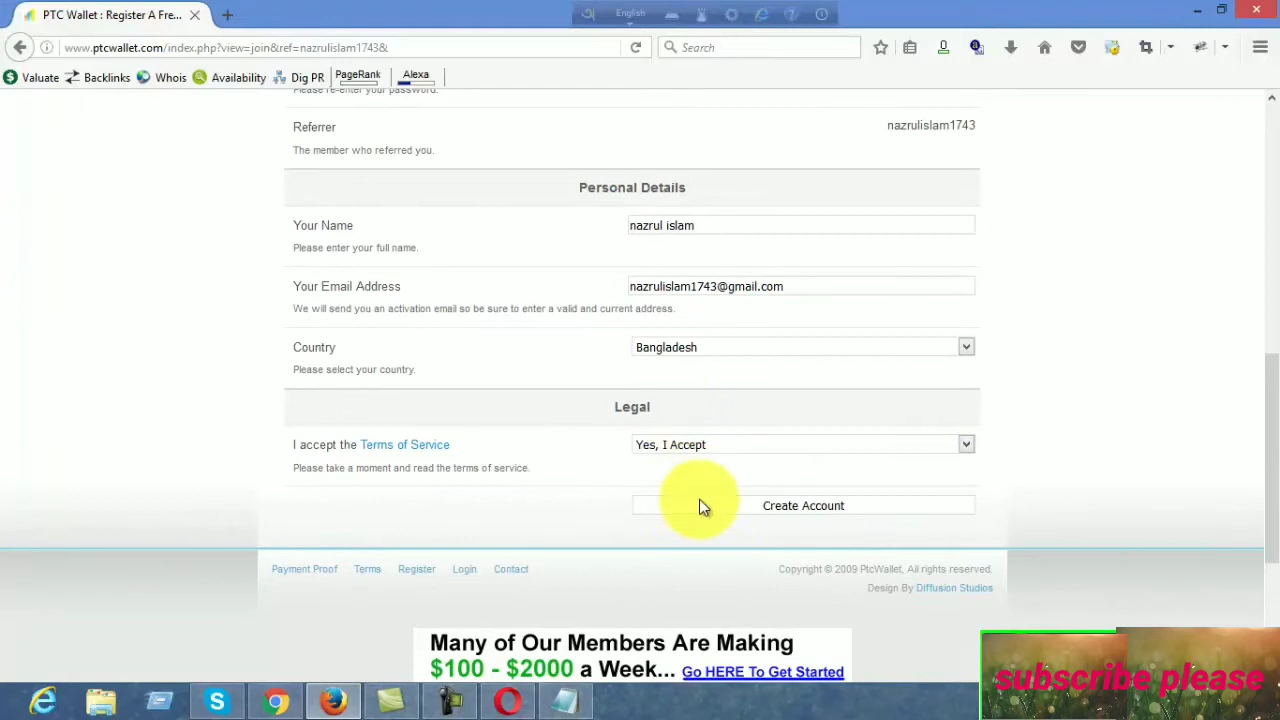 PTC Wallet : Register A Fre...
English
www.ptcwallet.com/index.php?view=join&ref=nazrulislam1743&
Search
Valuate
Backlinks
Whois
Availability
Dig PR
PageRank
Alexa
Please re-enter your password.
Referrer
nazrulislam1743
The member who referred you.
Personal Details
Your Name
nazrul islam
Please enter your full name.
Your Email Address
nazrulislam1743@gmail.com
We will send you an activation email so be sure to enter a valid and current address.
Country
Bangladesh
Please select your country.
Legal
I accept the Terms of Service
Yes, I Accept
Please take a moment and read the terms of service.
Create Account
Payment Proof
Terms
Register
Login
Contact
Copyright © 2009 PtcWallet, All rights reserved.
Design By Diffusion Studios
Many of Our Members Are Making
$100 - $2000 a Week... Go HERE To Get Started
subscribe please